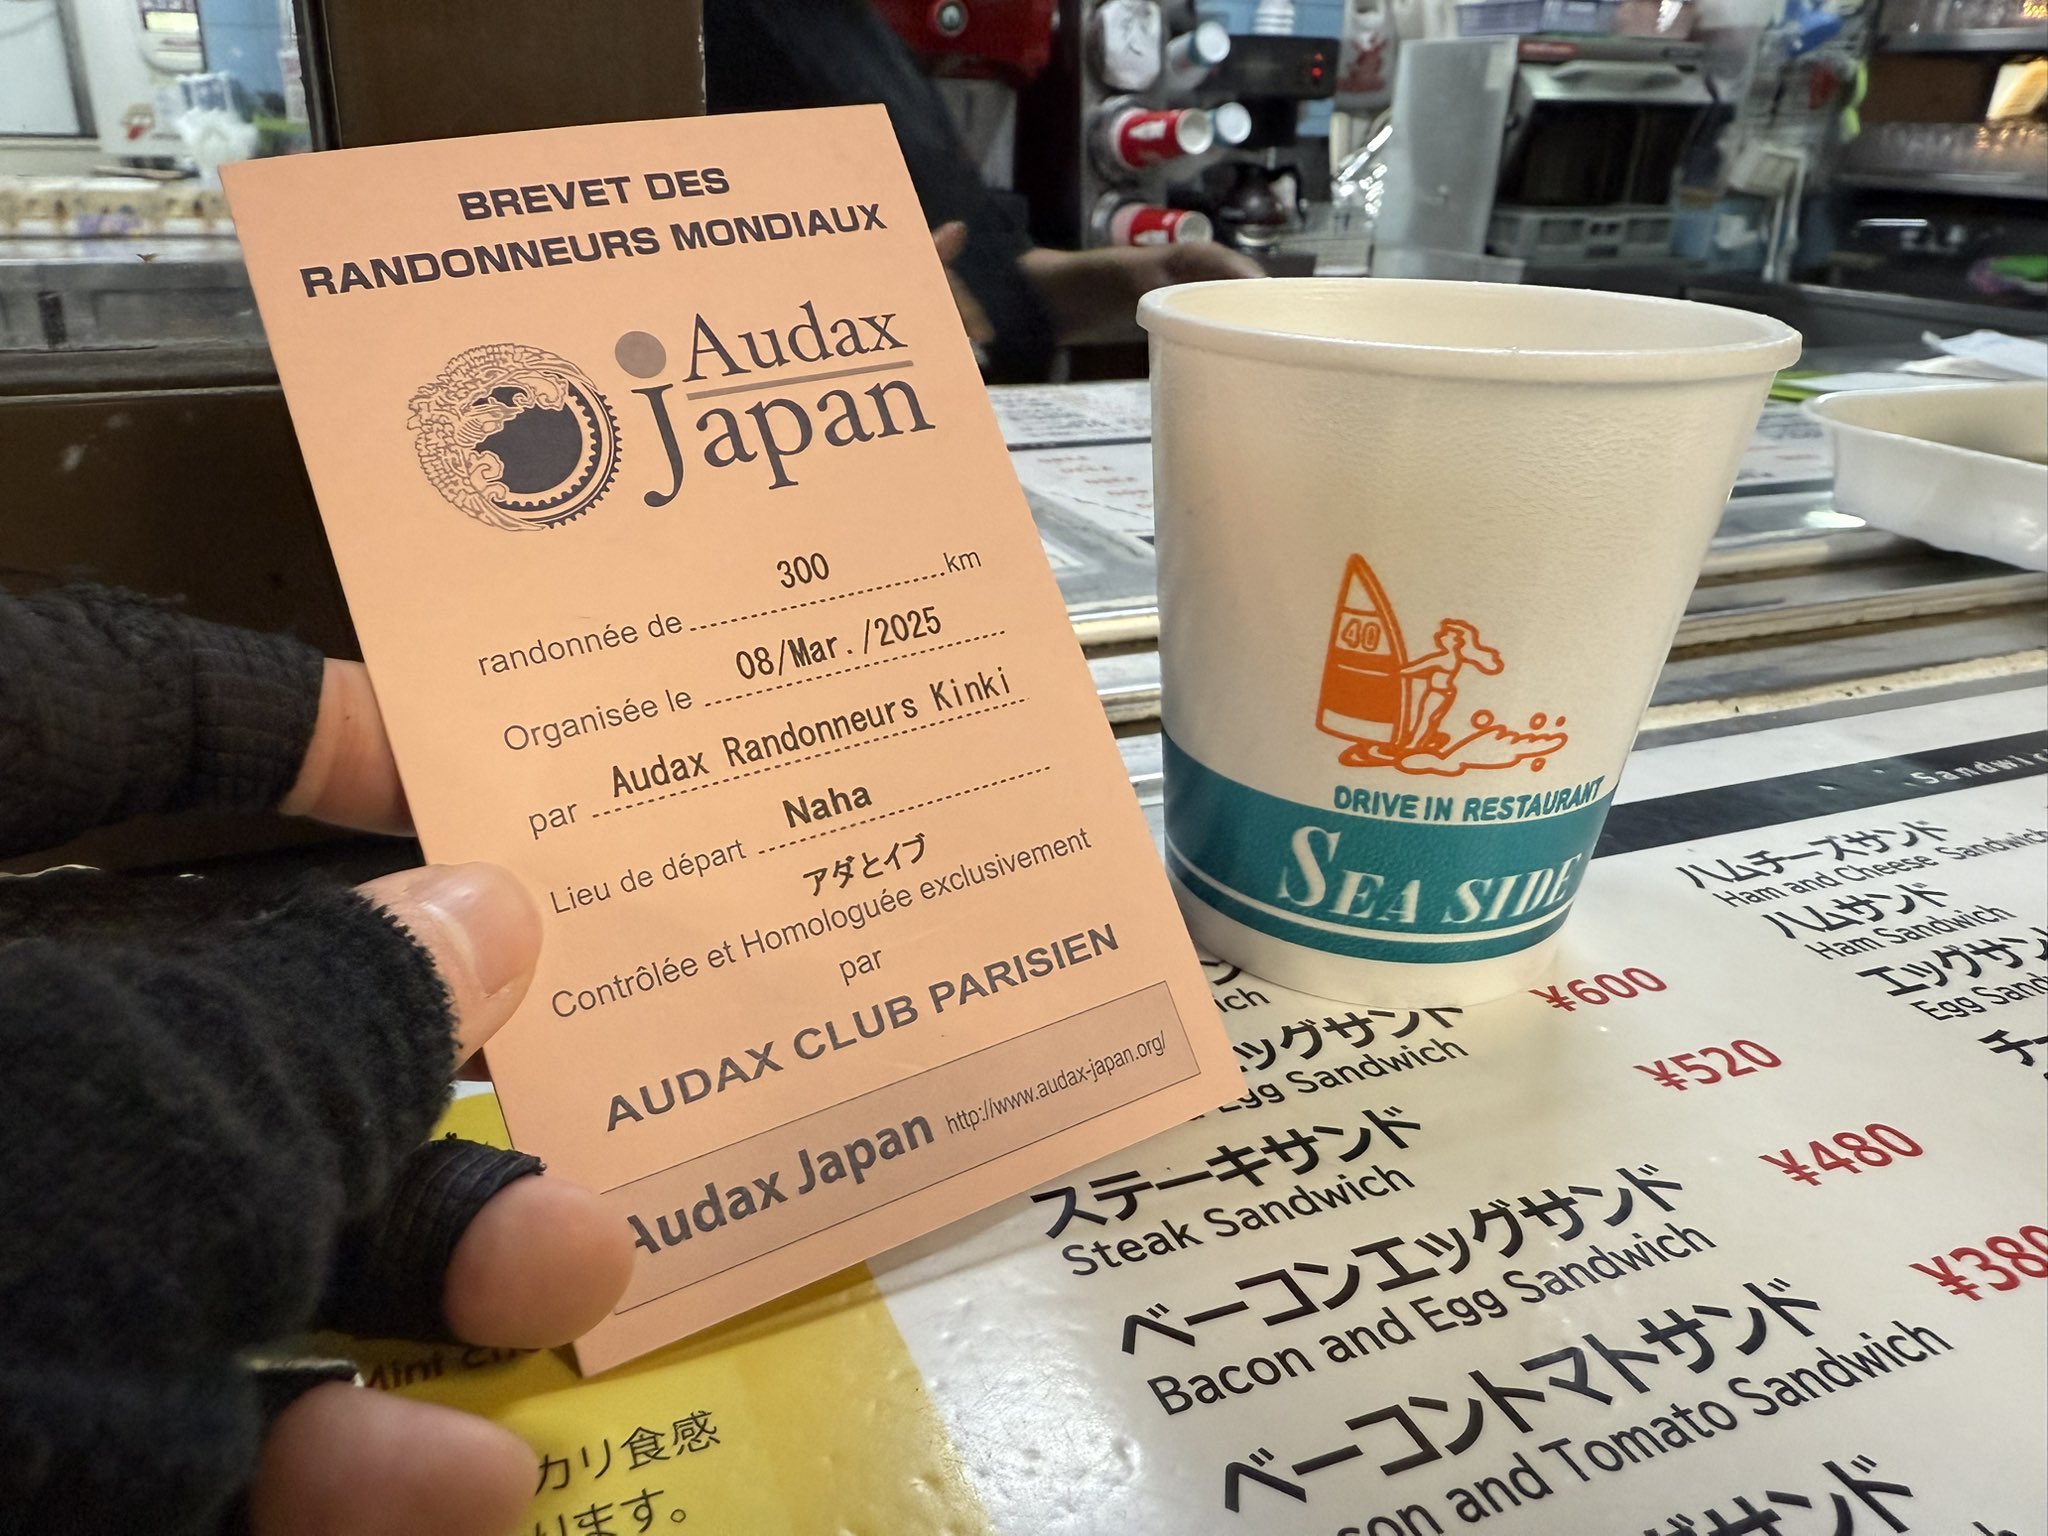 BREVET DES
RANDONNEURS MONDIAUX
Audax
Japan
randonnée de 300 km
Organisée le 08/Mar./2025
par Audax Randonneurs Kinki
Lieu de départ Naha
アダとイブ
Contrôlée et Homologuée exclusivement
par
AUDAX CLUB PARISIEN
Audax Japan http://www.audax-japan.org/
40
DRIVE IN RESTAURANT
SEA SIDE
ハムチーズサンド
Ham and Cheese Sandwich
ハムサンド
Ham Sandwich
¥600
エッグサンド
Egg Sandwich
ステーキサンド
Steak Sandwich
¥520
ベーコンエッグサンド
Bacon and Egg Sandwich
¥480
ベーコントマトサンド
and Tomato Sandwich
¥380
Mint
カリ食感
ります。